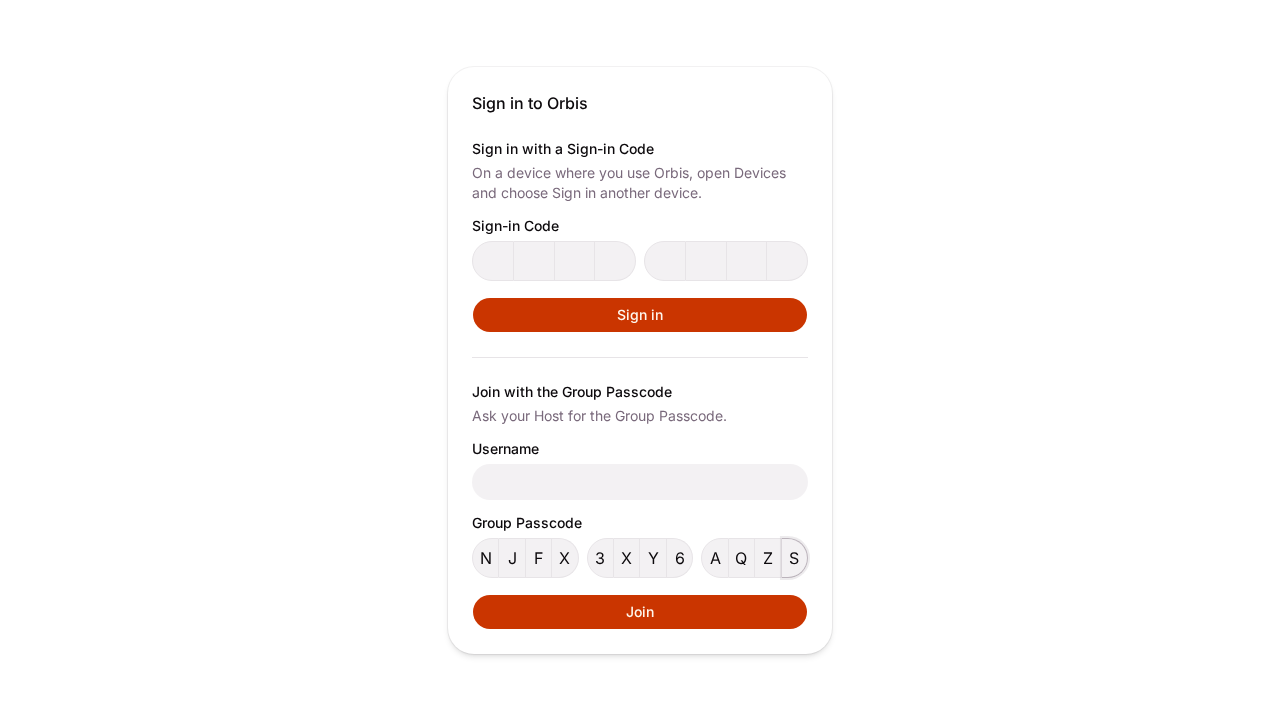 Sign in to Orbis
Sign in with a Sign-in Code
On a device where you use Orbis, open Devices
and choose Sign in another device.
Sign-in Code
Sign in
Join with the Group Passcode
Ask your Host for the Group Passcode.
Username
Group Passcode
N J F X 3 X Y 6 A Q Z S
Join